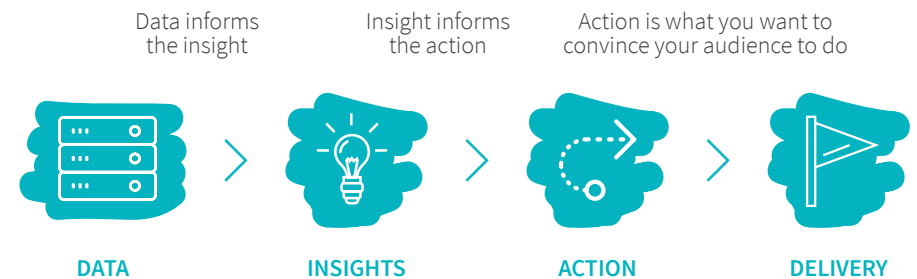 Data informs
the insight
Insight informs
the action
Action is what you want to
convince your audience to do
DATA
INSIGHTS
ACTION
DELIVERY